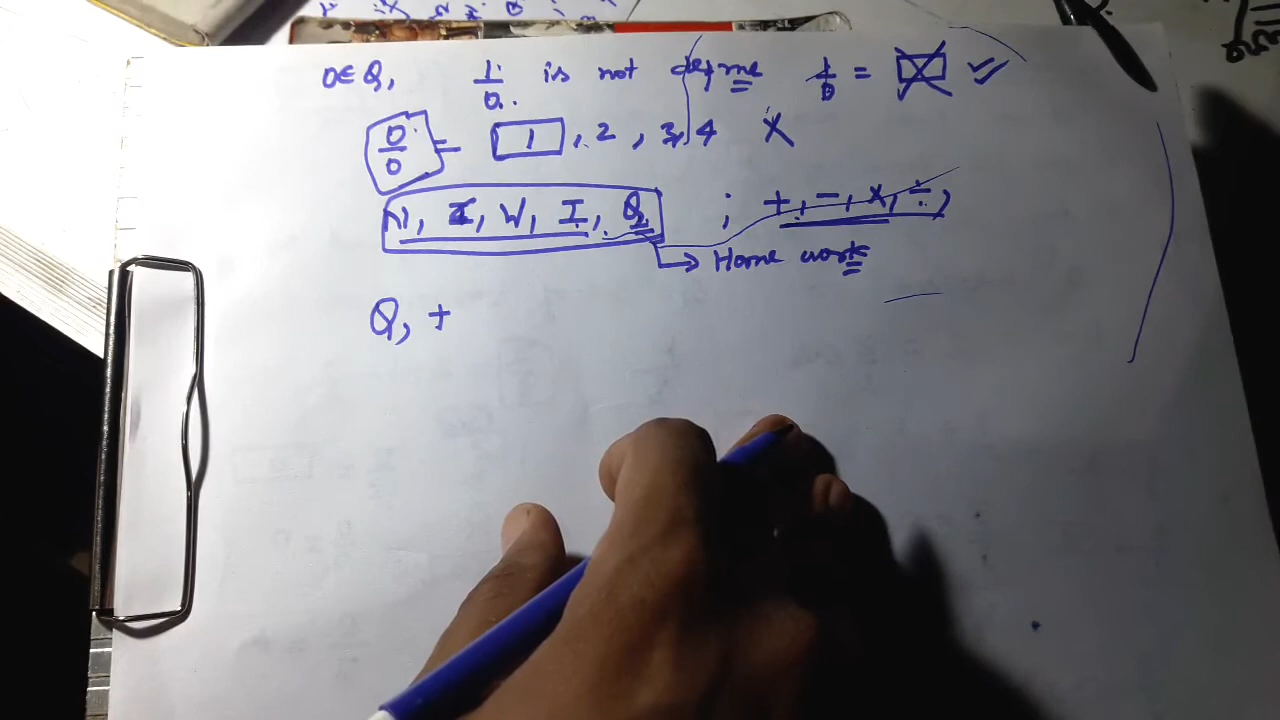 0 ∈ Q, 1/0 is not define 1/0 = ✓
0/0 = 1, 2, 3, 4 X
N, W, I, Q ; +, -, ×, ÷,
→ Home work
Q, +